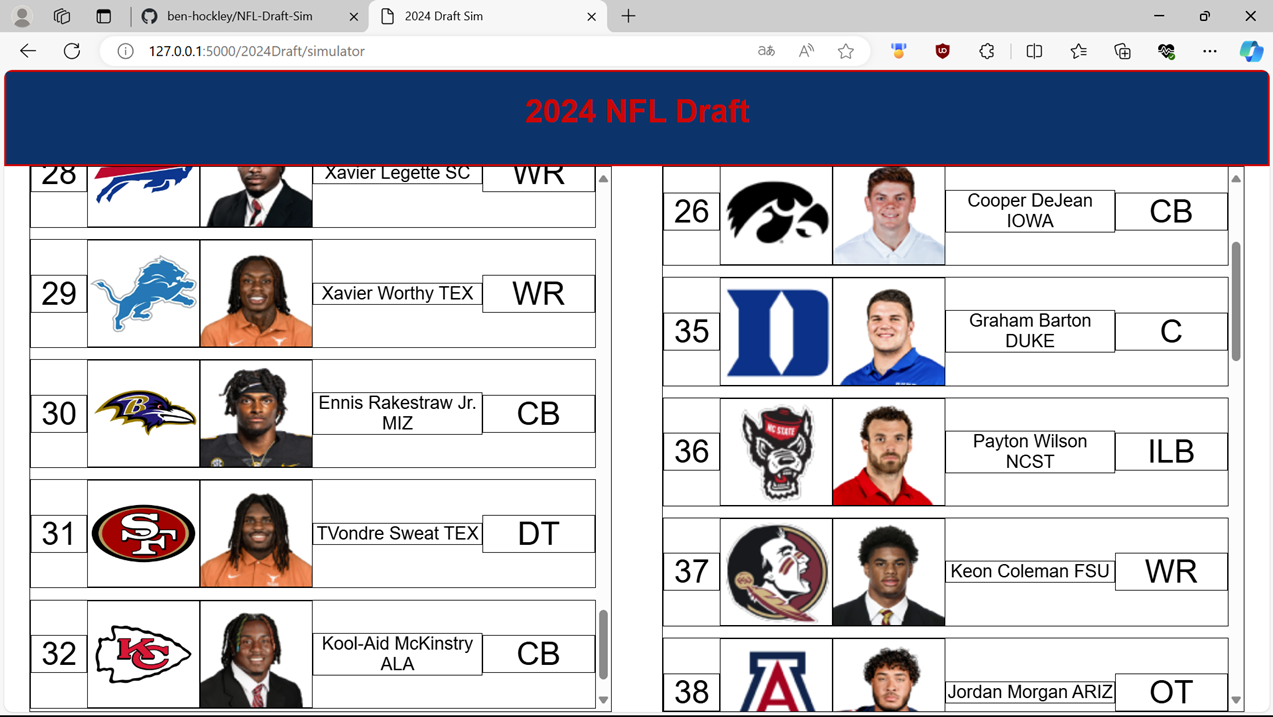 ben-hockley/NFL-Draft-Sim
2024 Draft Sim
127.0.0.1:5000/2024Draft/simulator
2024 NFL Draft
28
Xavier Legette SC
WR
29
Xavier Worthy TEX
WR
30
B
Ennis Rakestraw Jr.
MIZ
CB
31
SF
TVondre Sweat TEX
DT
32
KC
Kool-Aid McKinstry
ALA
CB
26
Cooper DeJean
IOWA
CB
35
D
Graham Barton
DUKE
C
36
NC STATE
Payton Wilson
NCST
ILB
37
Keon Coleman FSU
WR
38
A
Jordan Morgan ARIZ
OT